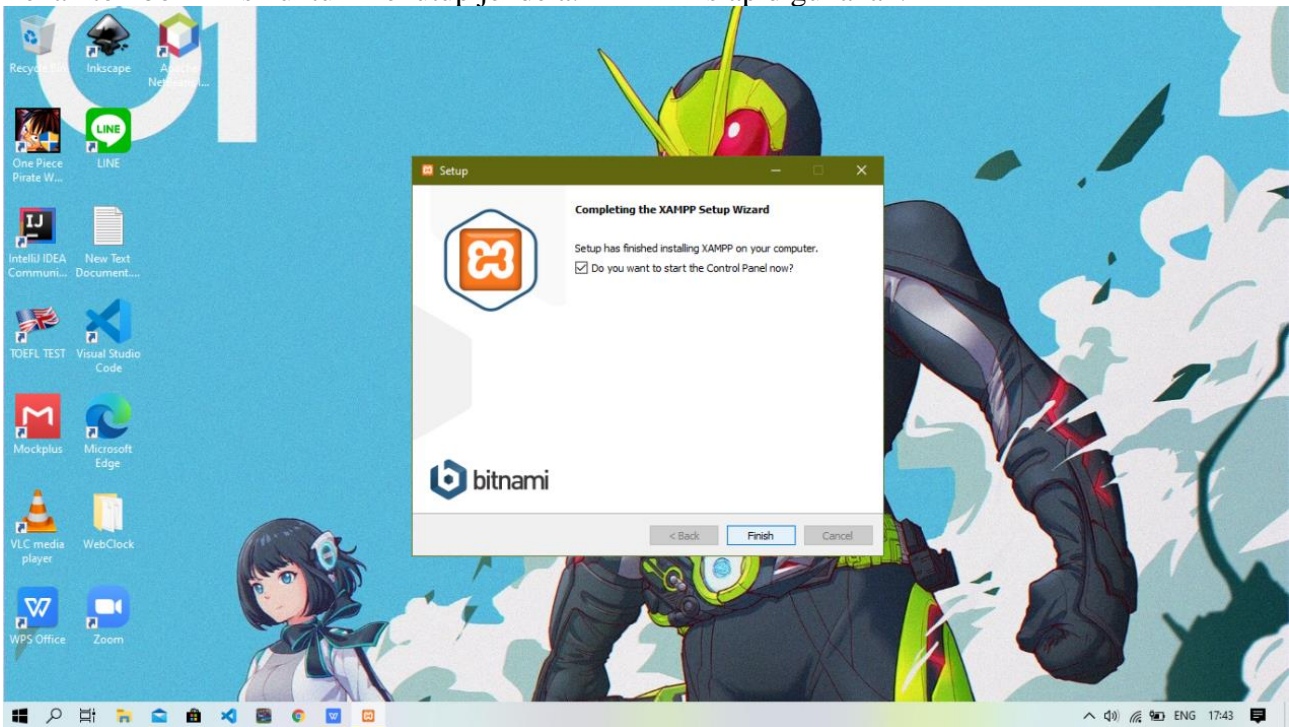 01
Recycle Bin
Inkscape
One Piece
Pirate W...
LINE
LINE
IJ
IntelliJ IDEA
Communi...
New Text
Document....
TOEFL TEST
Visual Studio
Code
Mockplus
Microsoft
Edge
VLC media
player
WebClock
WPS Office
Zoom
Setup
Completing the XAMPP Setup Wizard
Setup has finished installing XAMPP on your computer.
Do you want to start the Control Panel now?
bitnami
< Back
Finish
Cancel
ENG 17:43